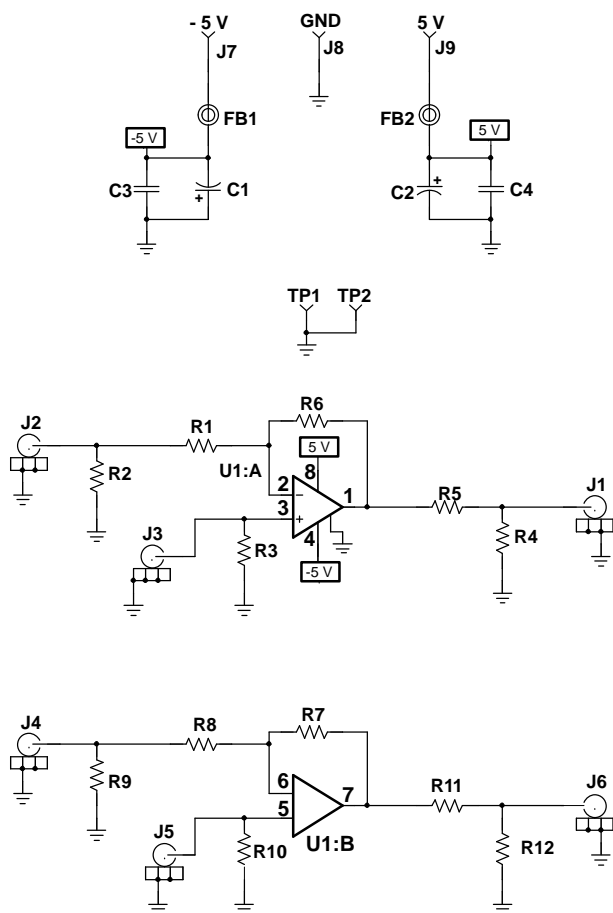 - 5 V
GND
5 V
J7
J8
J9
FB1
FB2
-5 V
5 V
C3
C1
+
C2
+
C4
TP1
TP2
J2
R1
R6
R2
U1:A
5 V
8
2
−
3
+
1
4
-5 V
J3
R3
R5
J1
R4
J4
R8
R7
R9
6
5
7
U1:B
J5
R10
R11
J6
R12